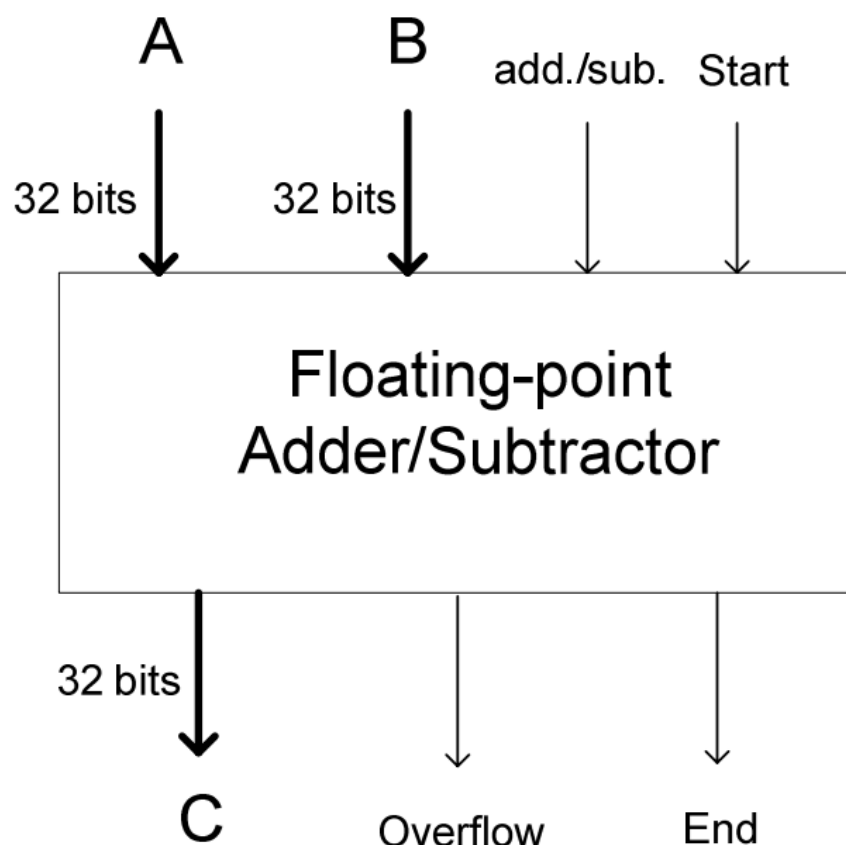 A
B
add./sub.
Start
32 bits
32 bits
Floating-point
Adder/Subtractor
32 bits
C
Overflow
End